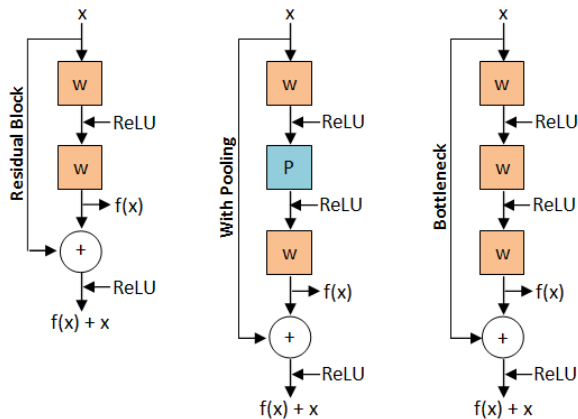 x
w
ReLU
w
f(x)
+
ReLU
f(x) + x
Residual Block
x
w
ReLU
P
ReLU
w
f(x)
+
ReLU
f(x) + x
With Pooling
x
w
ReLU
w
ReLU
w
f(x)
+
ReLU
f(x) + x
Bottleneck